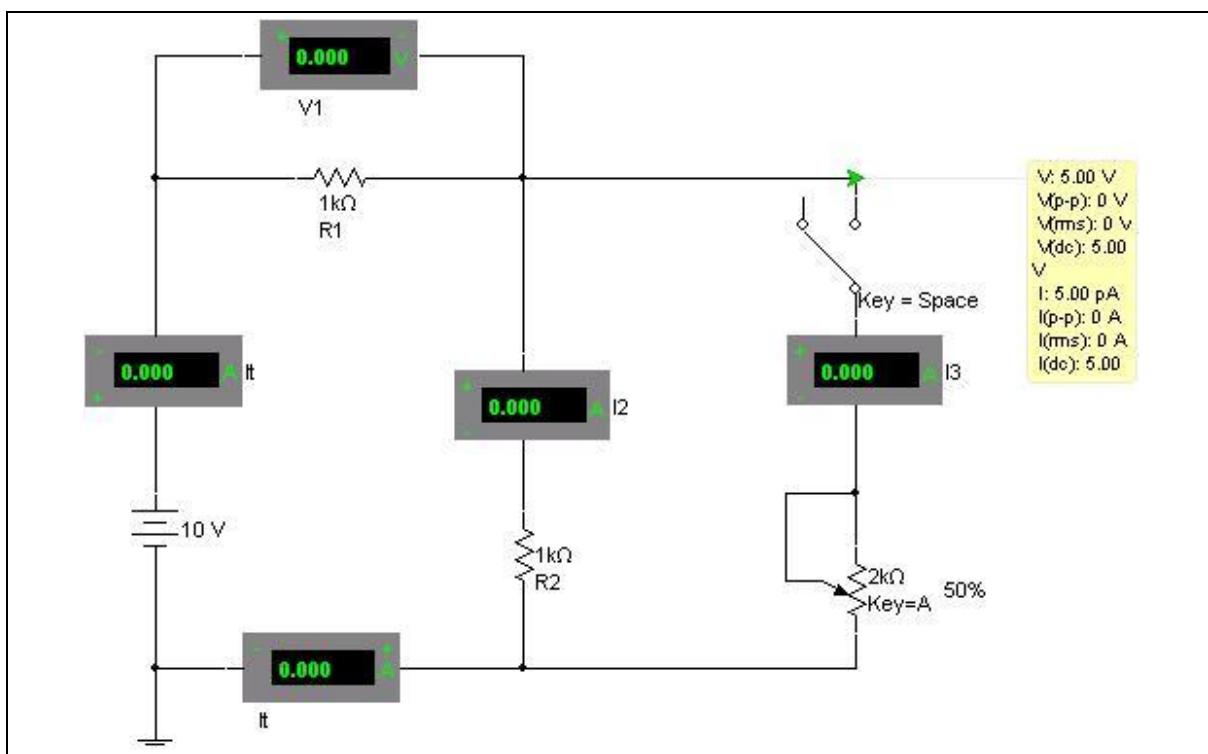 + -
0.000 V
V1
1kΩ
R1
V: 5.00 V
V(p-p): 0 V
V(rms): 0 V
V(dc): 5.00
V
I: 5.00 pA
I(p-p): 0 A
I(rms): 0 A
I(dc): 5.00
Key = Space
-
0.000 A It
+
+
0.000 A I2
-
+
0.000 A I3
-
10 V
1kΩ
R2
2kΩ
Key=A 50%
- +
0.000 A
It